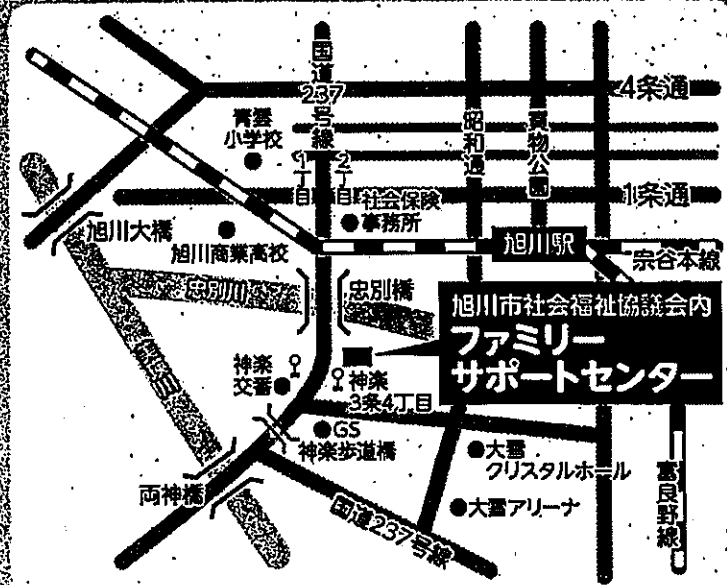 国道237号線
4条通
青雲
小学校
昭和通
買物公園
1丁目
2丁目
社会保険
事務所
1条通
旭川大橋
旭川商業高校
旭川駅
宗谷本線
忠別川
忠別橋
旭川市社会福祉協議会内
ファミリー
サポートセンター
神楽
交番
神楽
3条4丁目
GS
神楽歩道橋
大雪
クリスタルホール
両神橋
大雪アリーナ
国道237号線
富良野線